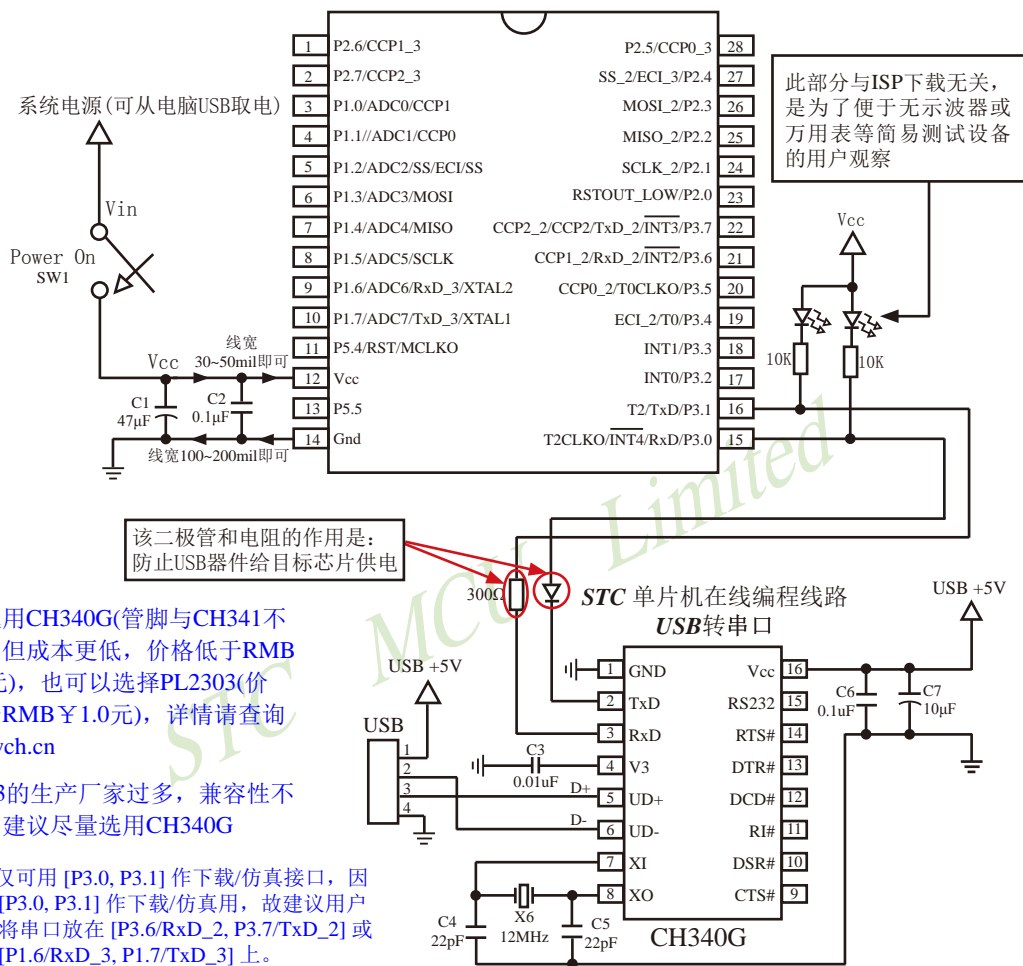 1 P2.6/CCP1_3
2 P2.7/CCP2_3
3 P1.0/ADC0/CCP1
4 P1.1//ADC1/CCP0
5 P1.2/ADC2/SS/ECI/SS
6 P1.3/ADC3/MOSI
7 P1.4/ADC4/MISO
8 P1.5/ADC5/SCLK
9 P1.6/ADC6/RxD_3/XTAL2
10 P1.7/ADC7/TxD_3/XTAL1
11 P5.4/RST/MCLKO
12 Vcc
13 P5.5
14 Gnd
P2.5/CCP0_3 28
SS_2/ECI_3/P2.4 27
MOSI_2/P2.3 26
MISO_2/P2.2 25
SCLK_2/P2.1 24
RSTOUT_LOW/P2.0 23
CCP2_2/CCP2/TxD_2/INT3/P3.7 22
CCP1_2/RxD_2/INT2/P3.6 21
CCP0_2/T0CLKO/P3.5 20
ECI_2/T0/P3.4 19
INT1/P3.3 18
INT0/P3.2 17
T2/TxD/P3.1 16
T2CLKO/INT4/RxD/P3.0 15
系统电源(可从电脑USB取电)
Vin
Power On
SW1
Vcc
线宽
30~50mil即可
C1
47μF
C2
0.1μF
线宽100~200mil即可
此部分与ISP下载无关，
是为了便于无示波器或
万用表等简易测试设备
的用户观察
Vcc
10K
10K
该二极管和电阻的作用是：
防止USB器件给目标芯片供电
300Ω
STC 单片机在线编程线路
USB转串口
USB +5V
用CH340G(管脚与CH341不
但成本更低，价格低于RMB
元)，也可以选择PL2303(价
RMB￥1.0元)，详情请查询
ch.cn
3的生产厂家过多，兼容性不
建议尽量选用CH340G
仅可用 [P3.0, P3.1] 作下载/仿真接口，因
[P3.0, P3.1] 作下载/仿真用，故建议用户
将串口放在 [P3.6/RxD_2, P3.7/TxD_2] 或
[P1.6/RxD_3, P1.7/TxD_3] 上。
USB +5V
USB
1
2
3
4
C3
0.01uF
D+
D-
1 GND
2 TxD
3 RxD
4 V3
5 UD+
6 UD-
7 XI
8 XO
Vcc 16
RS232 15
RTS# 14
DTR# 13
DCD# 12
RI# 11
DSR# 10
CTS# 9
C6
0.1uF
C7
10μF
C4
22pF
X6
12MHz
C5
22pF
CH340G
STC MCU Limited